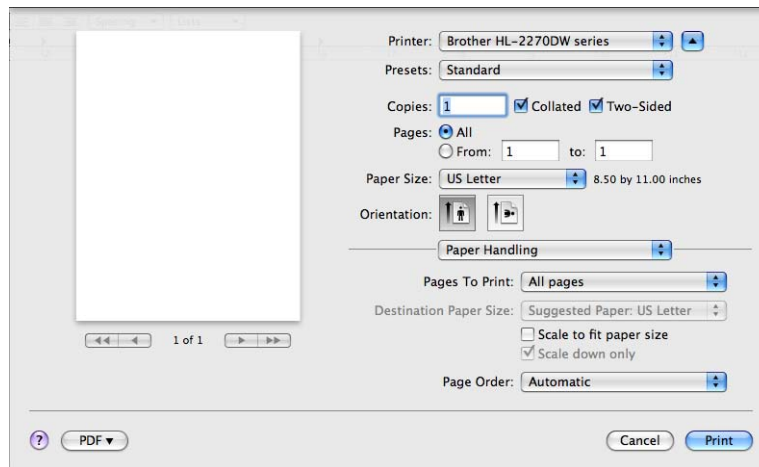 Spacing
Lists
Printer: Brother HL-2270DW series
Presets: Standard
Copies: 1 Collated Two-Sided
Pages: All
From: 1 to: 1
Paper Size: US Letter 8.50 by 11.00 inches
Orientation:
Paper Handling
Pages To Print: All pages
Destination Paper Size: Suggested Paper: US Letter
Scale to fit paper size
Scale down only
Page Order: Automatic
1 of 1
? PDF ▾ Cancel Print